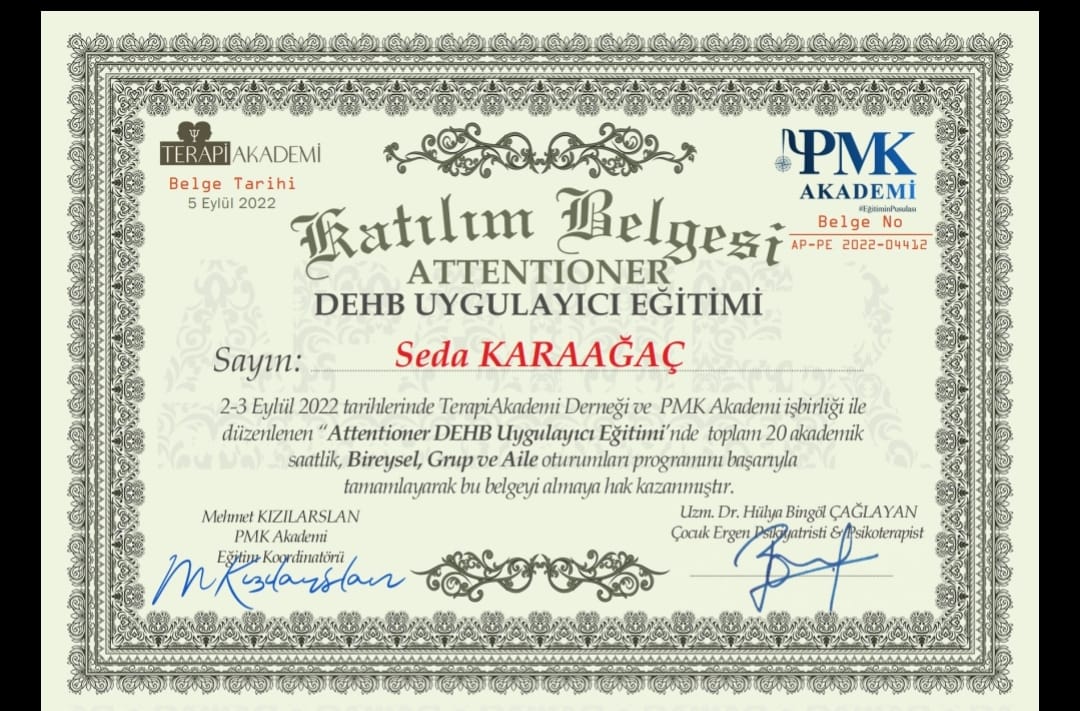 TERAPİAKADEMİ
Belge Tarihi
5 Eylül 2022
PMK
AKADEMİ
#EğitiminPusulası
Belge No
AP-PE 2022-04412
Katılım Belgesi
ATTENTIONER
DEHB UYGULAYICI EĞİTİMİ
Sayın: Seda KARAAĞAÇ
2-3 Eylül 2022 tarihlerinde TerapiAkademi Derneği ve PMK Akademi işbirliği ile
düzenlenen “Attentioner DEHB Uygulayıcı Eğitimi’nde toplam 20 akademik
saatlik, Bireysel, Grup ve Aile oturumları programını başarıyla
tamamlayarak bu belgeyi almaya hak kazanmıştır.
Mehmet KIZILARSLAN
PMK Akademi
Eğitim Koordinatörü
M Kızılarslan
Uzm. Dr. Hülya Bingöl ÇAĞLAYAN
Çocuk Ergen Psikiyatristi & Psikoterapist